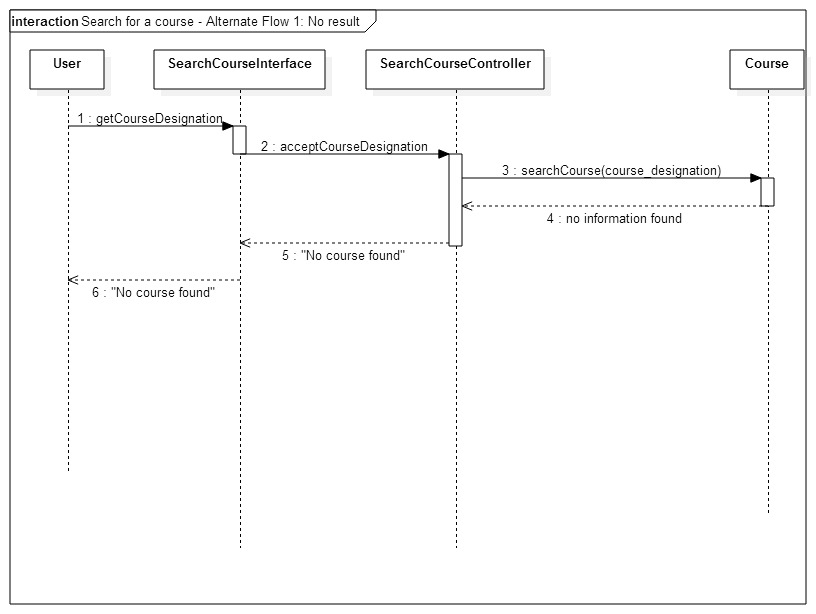 interaction Search for a course - Alternate Flow 1: No result
User
SearchCourseInterface
SearchCourseController
Course
1 : getCourseDesignation
2 : acceptCourseDesignation
3 : searchCourse(course_designation)
4 : no information found
5 : "No course found"
6 : "No course found"